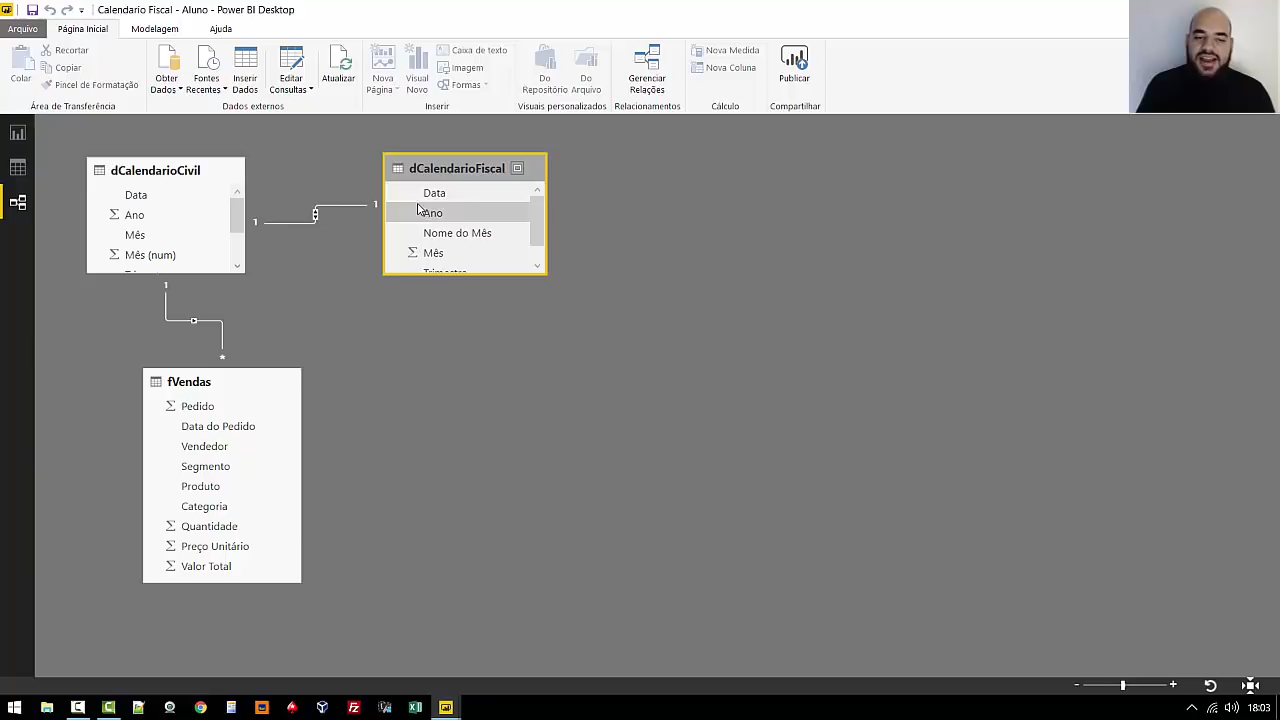 Calendario Fiscal - Aluno - Power BI Desktop
Arquivo
Página Inicial
Modelagem
Ajuda
Colar
Recortar
Copiar
Pincel de Formatação
Área de Transferência
Obter Dados
Fontes Recentes
Inserir Dados
Editar Consultas
Atualizar
Dados externos
Nova Página
Visual Novo
Caixa de texto
Imagem
Formas
Inserir
Do Repositório
Do Arquivo
Visuais personalizados
Gerenciar Relações
Relacionamentos
Nova Medida
Nova Coluna
Cálculo
Publicar
Compartilhar
dCalendarioCivil
Data
Σ Ano
Mês
Σ Mês (num)
1
1
dCalendarioFiscal
Data
Ano
Nome do Mês
Σ Mês
Trimestre
1
*
fVendas
Σ Pedido
Data do Pedido
Vendedor
Segmento
Produto
Categoria
Σ Quantidade
Σ Preço Unitário
Σ Valor Total
18:03